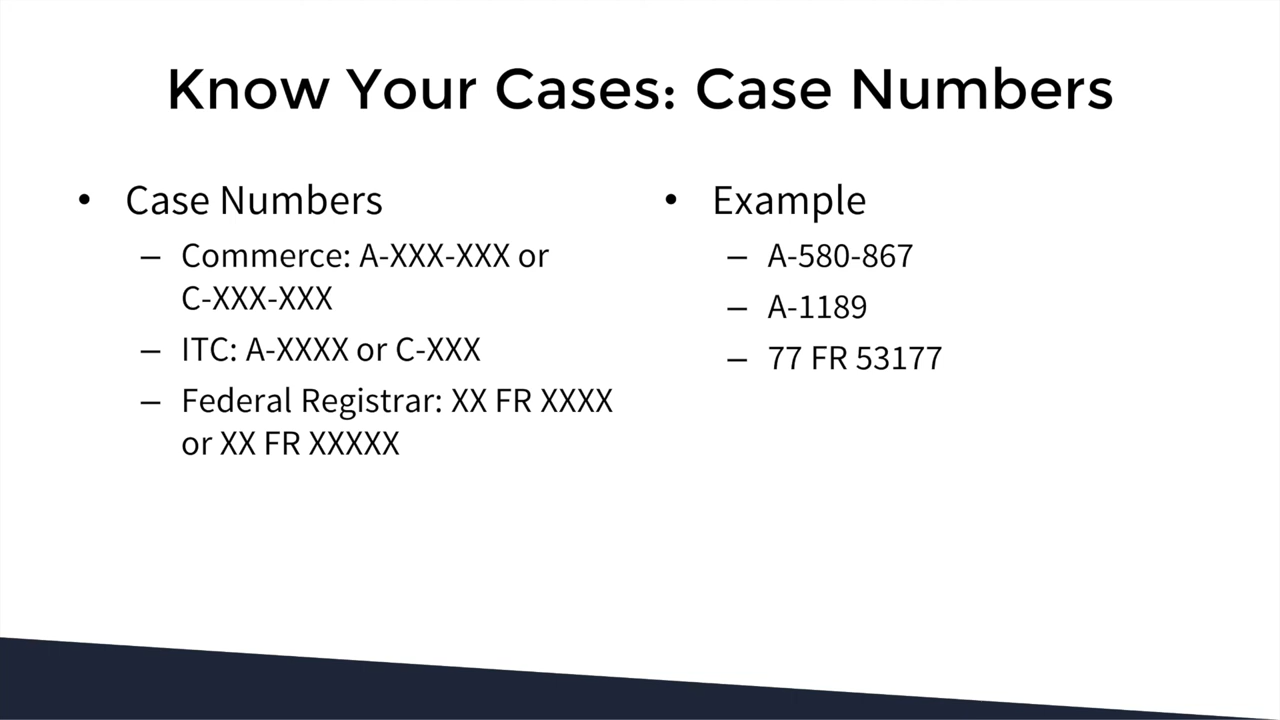 Know Your Cases: Case Numbers
• Case Numbers
– Commerce: A-XXX-XXX or
C-XXX-XXX
– ITC: A-XXXX or C-XXX
– Federal Registrar: XX FR XXXX
or XX FR XXXXX
• Example
– A-580-867
– A-1189
– 77 FR 53177